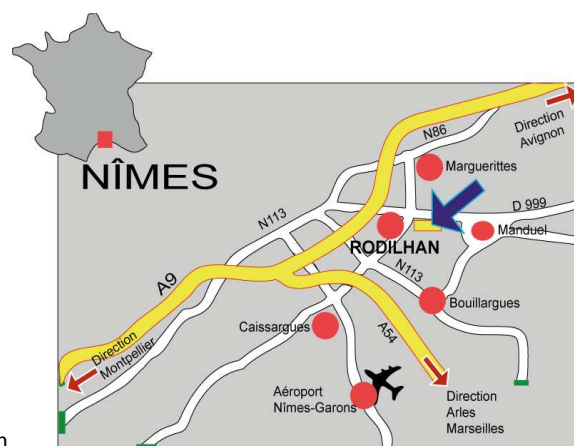 NÎMES
N86
Direction
Avignon
Marguerittes
N113
D 999
RODILHAN
Manduel
A9
N113
Bouillargues
Caissargues
A54
Direction
Montpellier
Aéroport
Nîmes-Garons
Direction
Arles
Marseilles